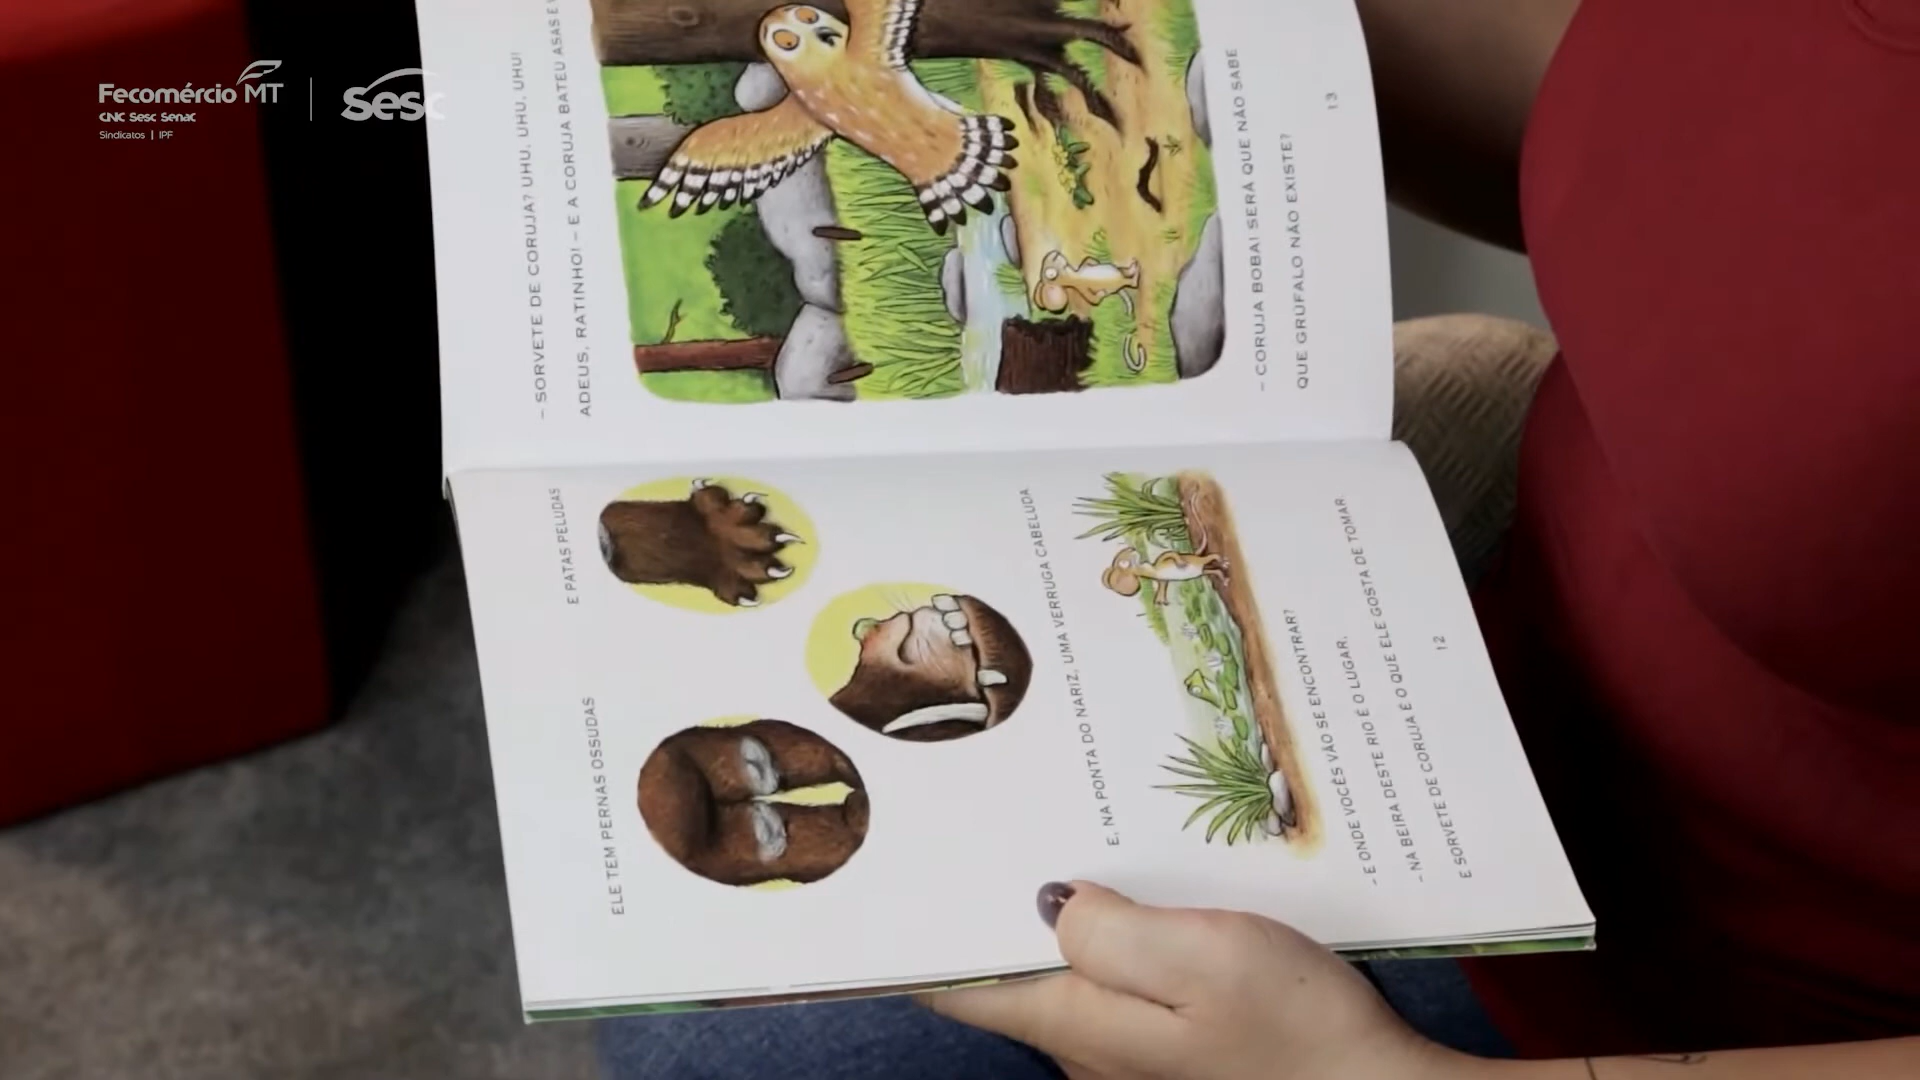 Fecomércio MT
CNC Sesc Senac
Sindicatos | IPF
Sesc
ELE TEM PERNAS OSSUDAS
E PATAS PELUDAS
E, NA PONTA DO NARIZ, UMA VERRUGA CABELUDA
– E ONDE VOCÊS VÃO SE ENCONTRAR?
– NA BEIRA DESTE RIO É O LUGAR,
E SORVETE DE CORUJA É O QUE ELE GOSTA DE TOMAR
12
– SORVETE DE CORUJA? UHU, UHU, UHU, UHU!
ADEUS, RATINHO! – E A CORUJA BATEU ASAS E
– CORUJA BOBA! SERÁ QUE NÃO SABE
QUE GRUFALO NÃO EXISTE?
13